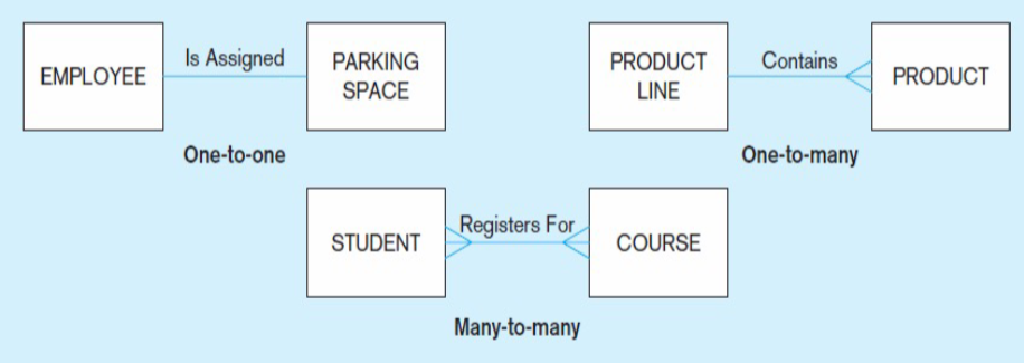 EMPLOYEE
Is Assigned
PARKING
SPACE
One-to-one
PRODUCT
LINE
Contains
PRODUCT
One-to-many
STUDENT
Registers For
COURSE
Many-to-many